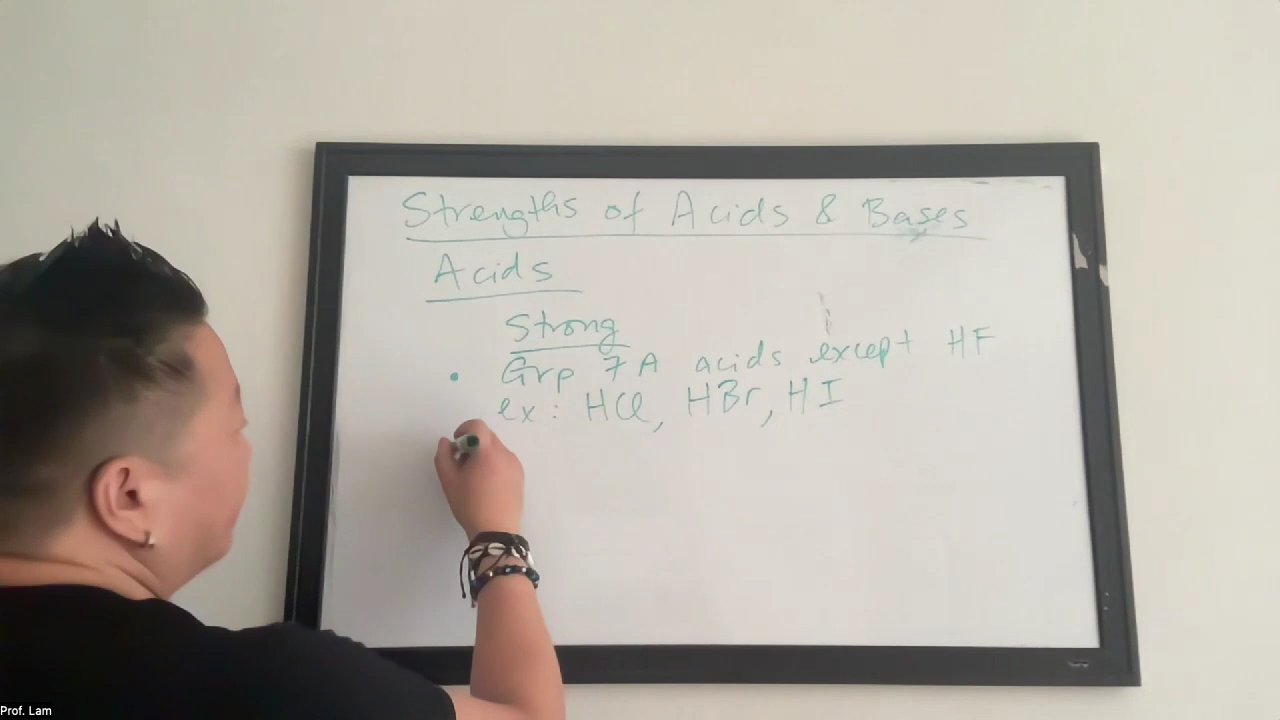 Strengths of Acids & Bases
Acids
Strong
• Grp 7A acids except HF
ex: HCl, HBr, HI
Prof. Lam